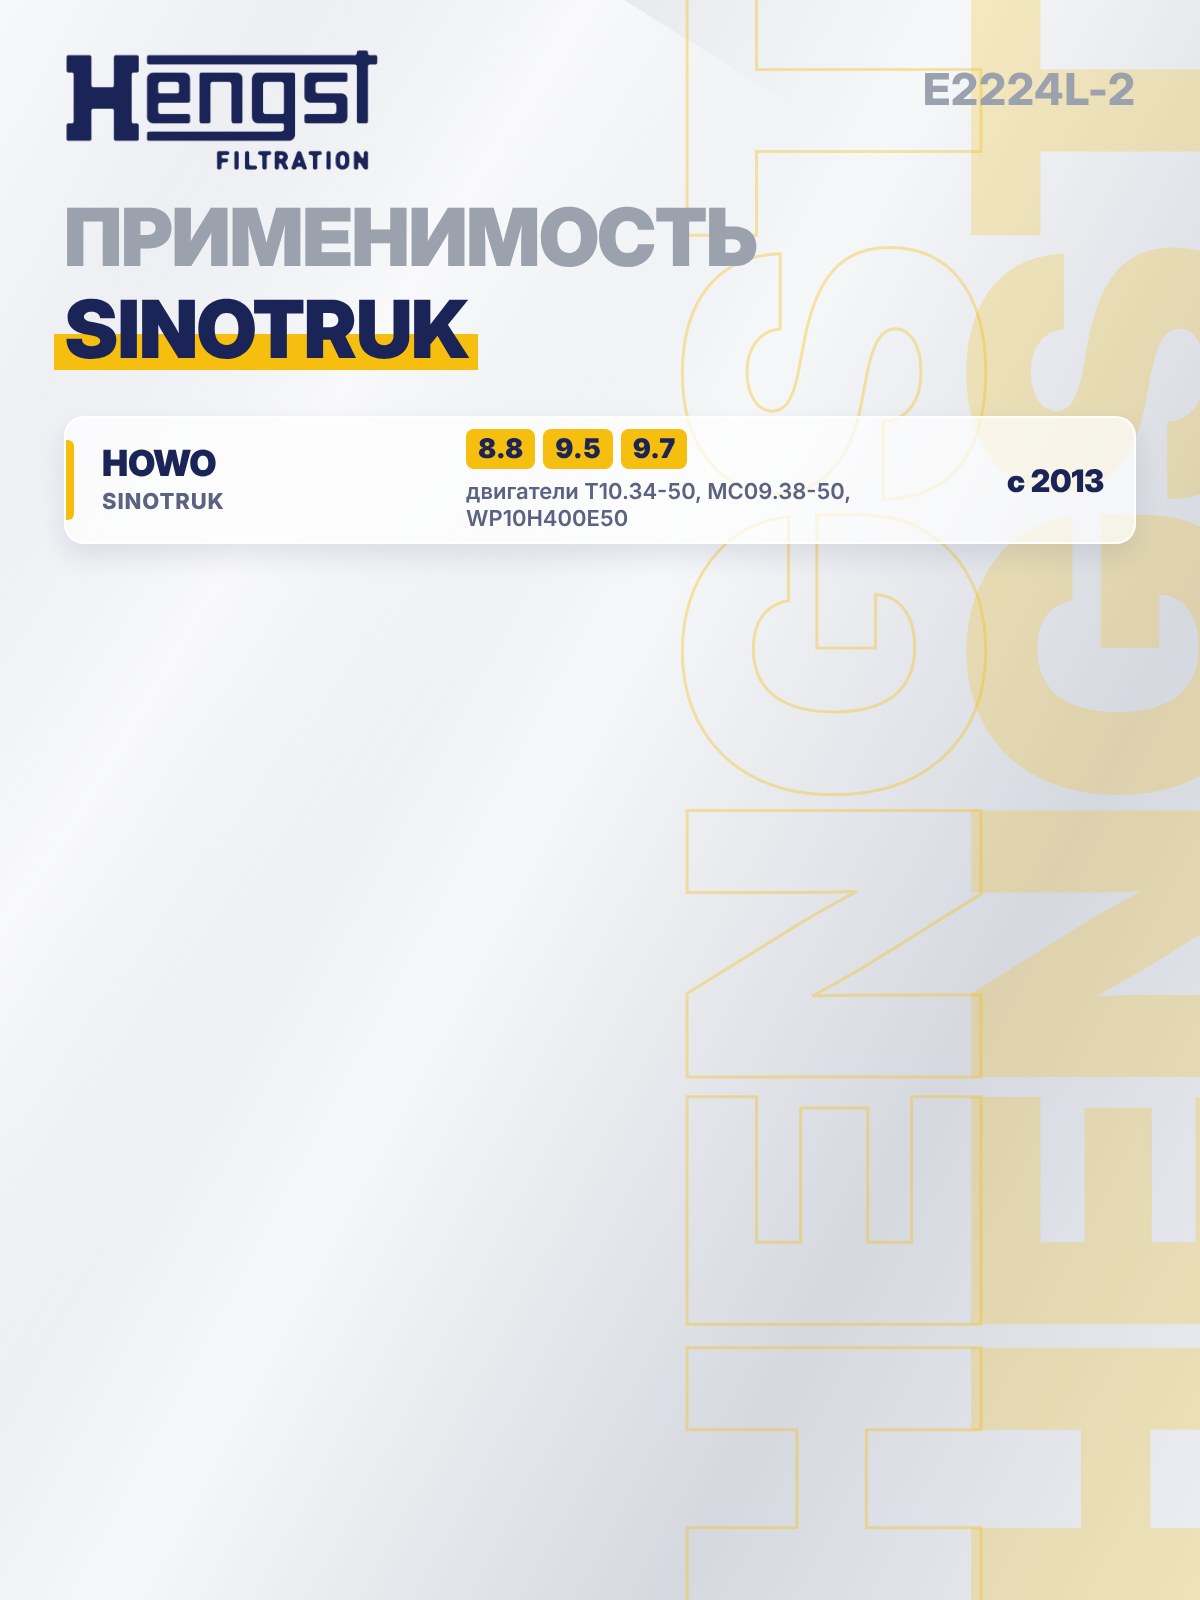 Hengst
FILTRATION
E2224L-2
ПРИМЕНИМОСТЬ
SINOTRUK
HOWO
SINOTRUK
8.8 9.5 9.7
двигатели T10.34-50, MC09.38-50,
WP10H400E50
с 2013
HENGST
HENGST